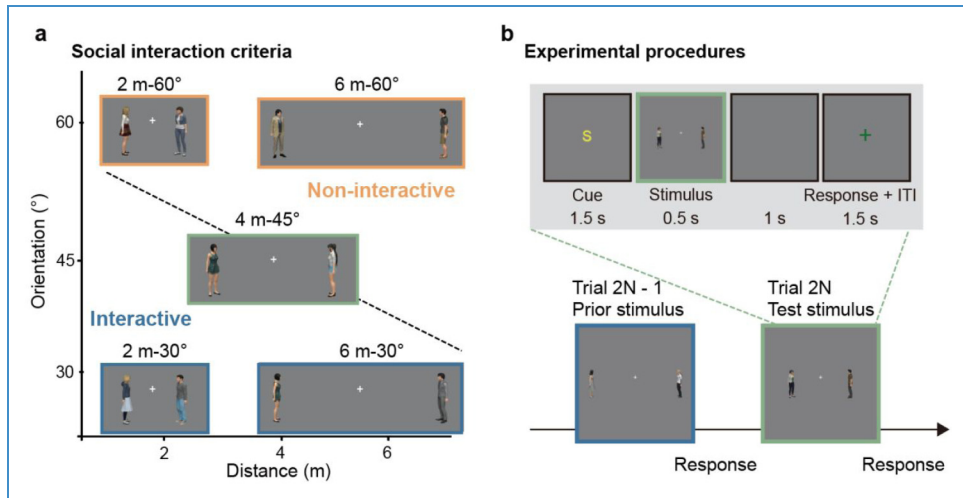 a
Social interaction criteria
2 m-60°
6 m-60°
60
Non-interactive
4 m-45°
45
Orientation (°)
Interactive
2 m-30°
6 m-30°
30
2
4
6
Distance (m)
b
Experimental procedures
S
Cue
Stimulus
Response + ITI
1.5 s
0.5 s
1 s
1.5 s
Trial 2N - 1
Prior stimulus
Trial 2N
Test stimulus
Response
Response